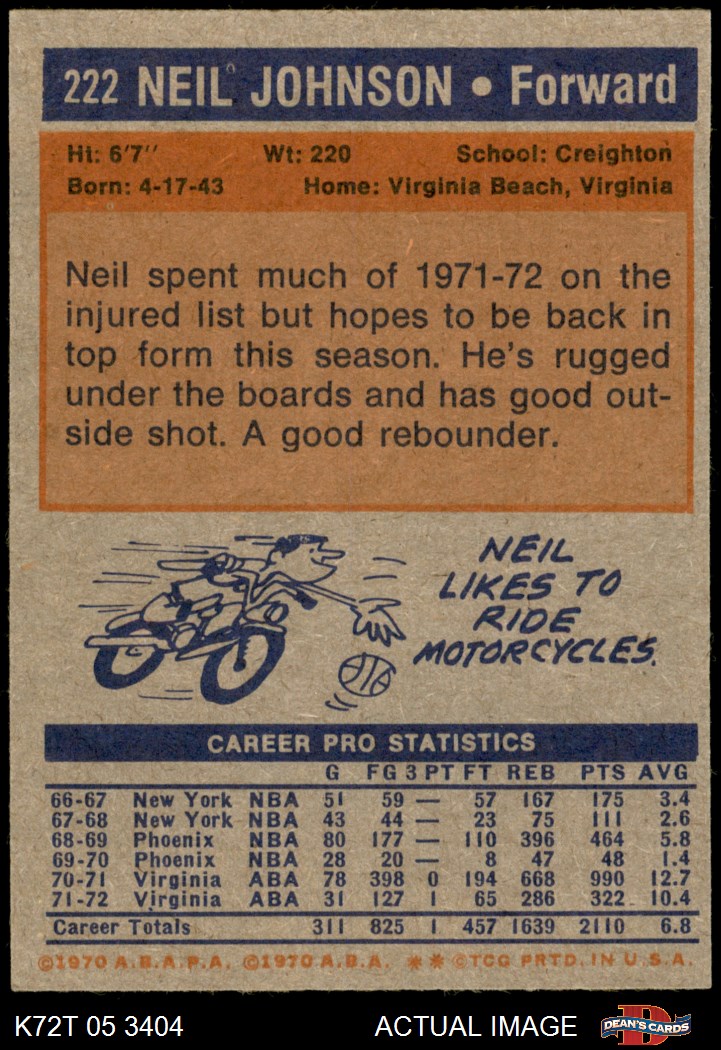 222 NEIL JOHNSON • Forward
Ht: 6'7" Wt: 220 School: Creighton
Born: 4-17-43 Home: Virginia Beach, Virginia
Neil spent much of 1971-72 on the
injured list but hopes to be back in
top form this season. He's rugged
under the boards and has good out-
side shot. A good rebounder.
NEIL
LIKES TO
RIDE
MOTORCYCLES.
CAREER PRO STATISTICS
G FG 3 PT FT REB PTS AVG
66-67 New York NBA 51 59 — 57 167 175 3.4
67-68 New York NBA 43 44 — 23 75 111 2.6
68-69 Phoenix NBA 80 177 — 110 396 464 5.8
69-70 Phoenix NBA 28 20 — 8 47 48 1.4
70-71 Virginia ABA 78 398 0 194 668 990 12.7
71-72 Virginia ABA 31 127 1 65 286 322 10.4
Career Totals 311 825 1 457 1639 2110 6.8
©1970 A.B.A.P.A. ©1970 A.B.A. ** ©TCG PRTD. IN U.S.A.
K72T 05 3404 ACTUAL IMAGE D DEAN'S CARDS